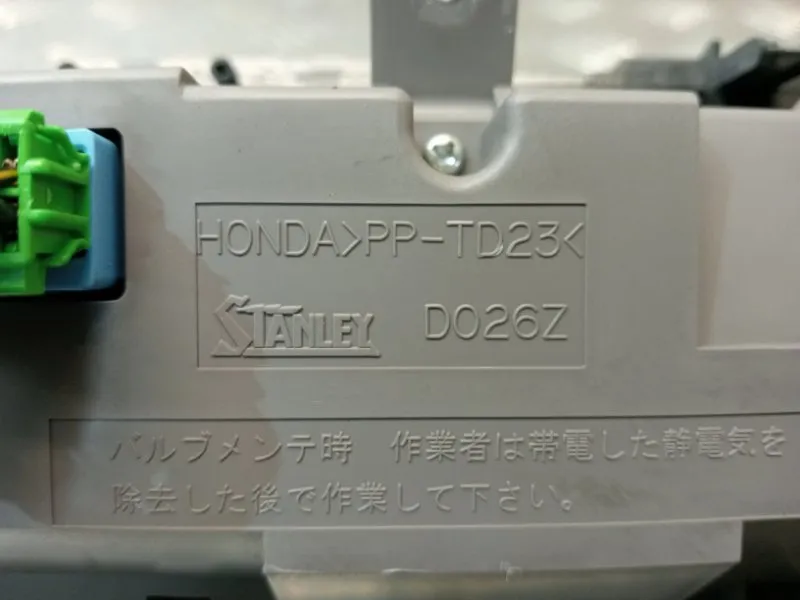 HONDA>PP-TD23<
STANLEY D026Z
バルブメンテ時 作業者は帯電した静電気を
除去した後で作業して下さい。